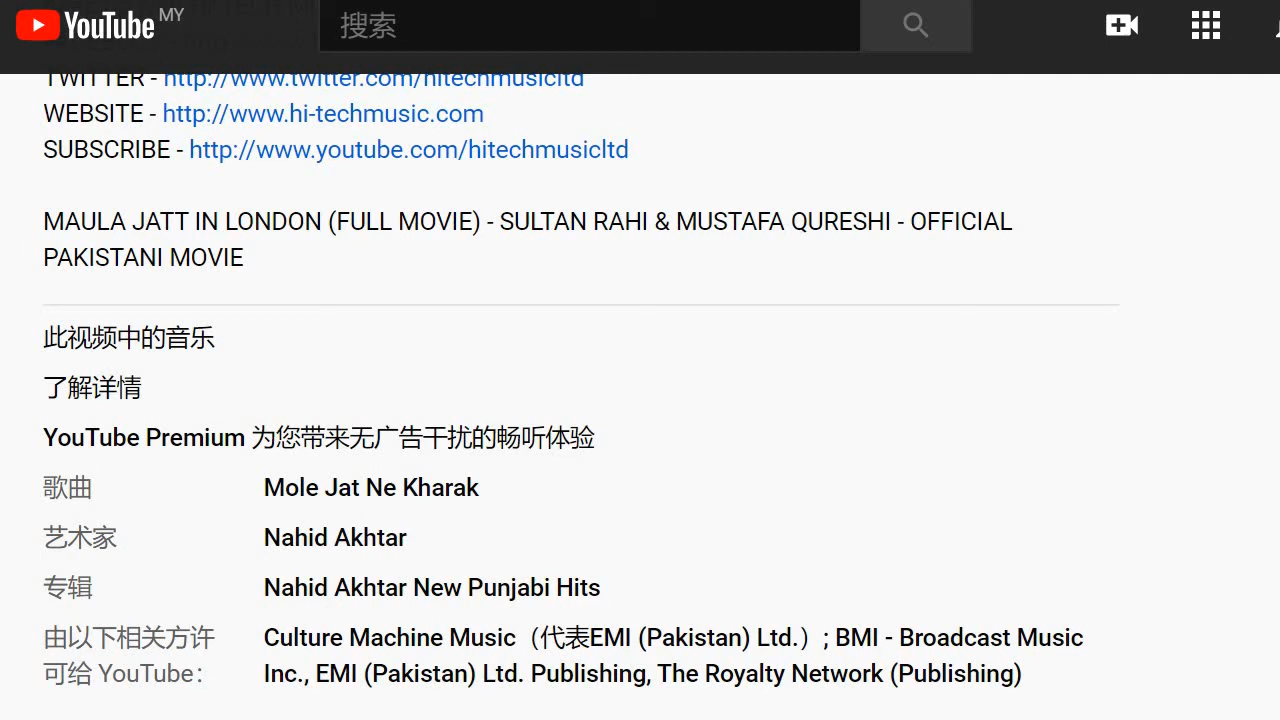 YouTube MY
搜索
TWITTER - http://www.twitter.com/hitechmusicltd
WEBSITE - http://www.hi-techmusic.com
SUBSCRIBE - http://www.youtube.com/hitechmusicltd
MAULA JATT IN LONDON (FULL MOVIE) - SULTAN RAHI & MUSTAFA QURESHI - OFFICIAL
PAKISTANI MOVIE
此视频中的音乐
了解详情
YouTube Premium 为您带来无广告干扰的畅听体验
歌曲 Mole Jat Ne Kharak
艺术家 Nahid Akhtar
专辑 Nahid Akhtar New Punjabi Hits
由以下相关方许 Culture Machine Music（代表EMI (Pakistan) Ltd.）; BMI - Broadcast Music
可给 YouTube： Inc., EMI (Pakistan) Ltd. Publishing, The Royalty Network (Publishing)